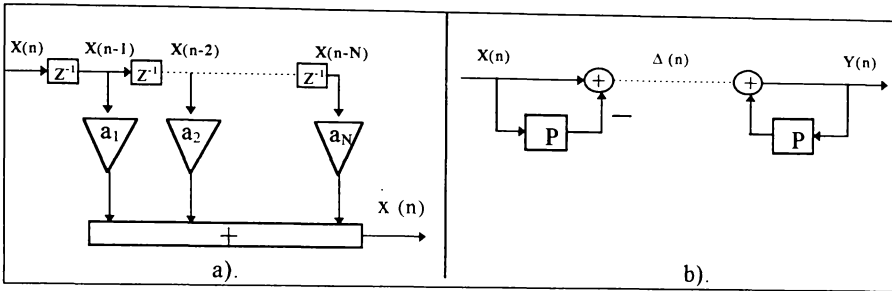 X(n) X(n-1) X(n-2) X(n-N)
Z⁻¹ Z⁻¹ Z⁻¹
a₁ a₂ a_N
X (n)
+
a).
X(n) Δ (n) Y(n)
+ +
P − P
b).